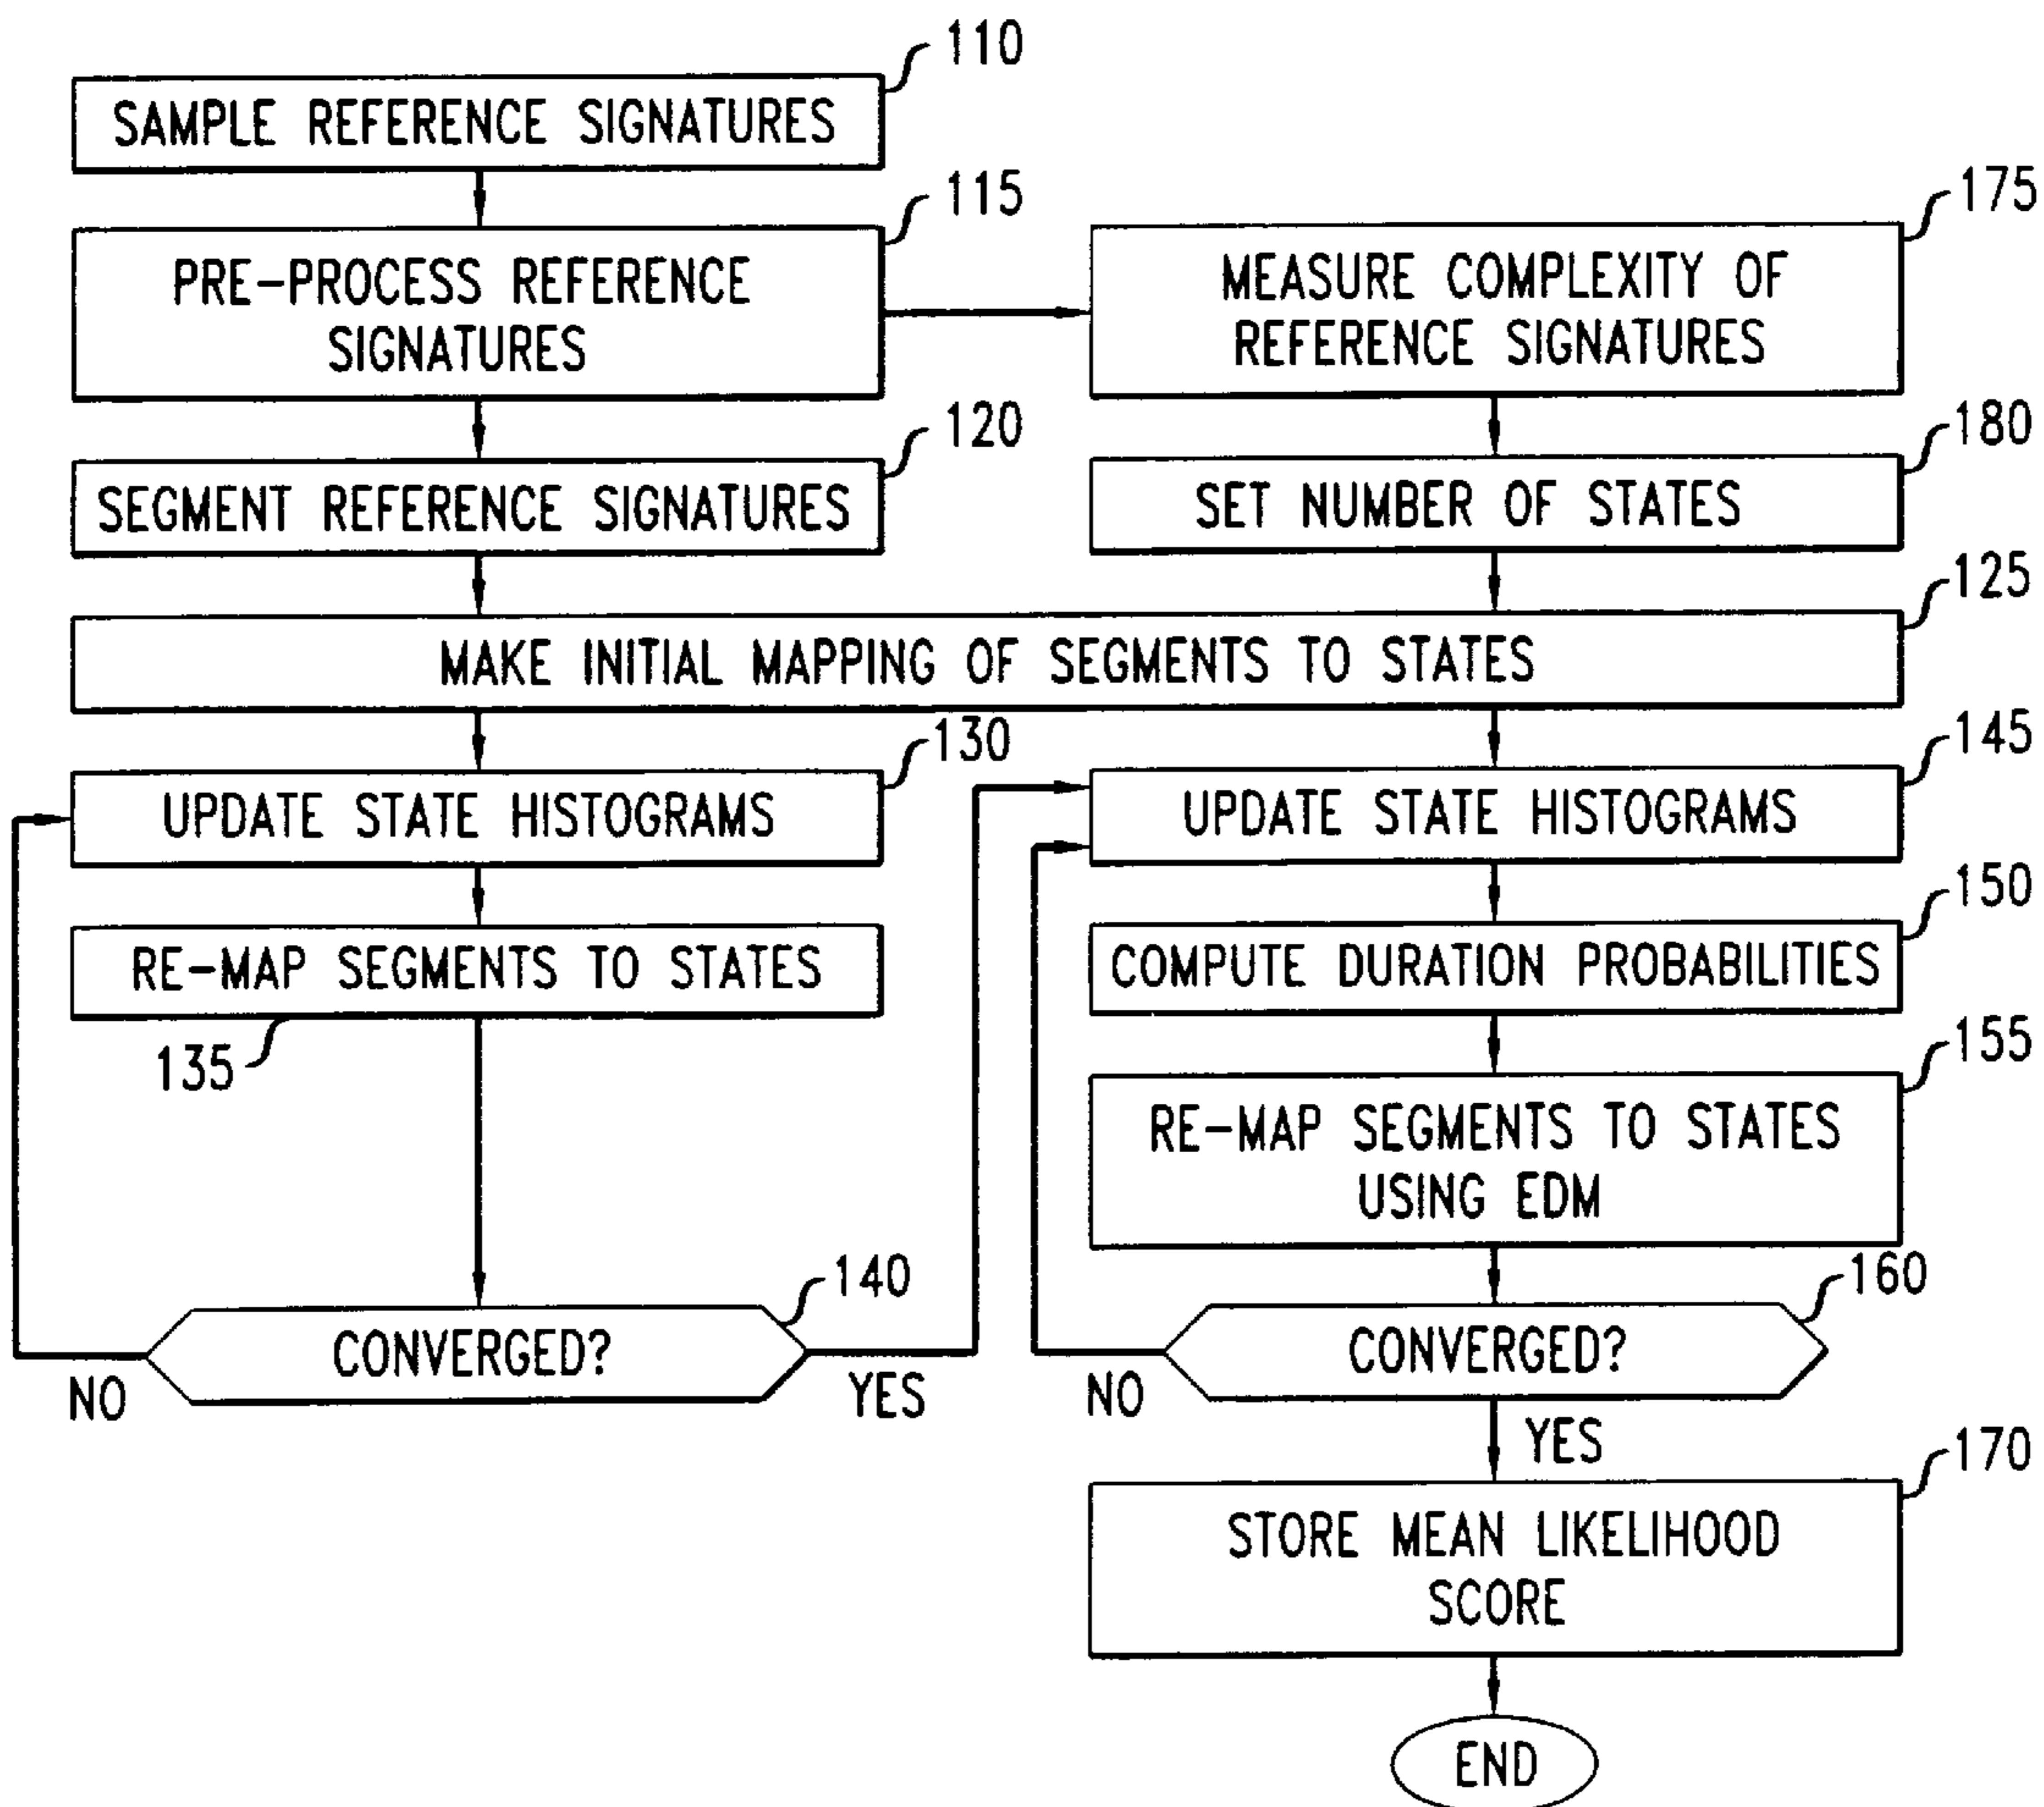 110
SAMPLE REFERENCE SIGNATURES
115
PRE-PROCESS REFERENCE
SIGNATURES
175
MEASURE COMPLEXITY OF
REFERENCE SIGNATURES
120
SEGMENT REFERENCE SIGNATURES
180
SET NUMBER OF STATES
125
MAKE INITIAL MAPPING OF SEGMENTS TO STATES
130
UPDATE STATE HISTOGRAMS
135
RE-MAP SEGMENTS TO STATES
140
CONVERGED?
NO
YES
145
UPDATE STATE HISTOGRAMS
150
COMPUTE DURATION PROBABILITIES
155
RE-MAP SEGMENTS TO STATES
USING EDM
160
CONVERGED?
NO
YES
170
STORE MEAN LIKELIHOOD
SCORE
END